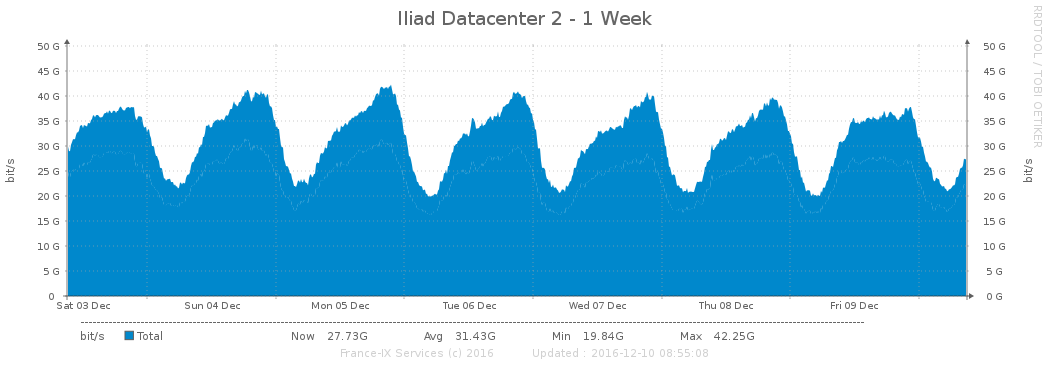 Iliad Datacenter 2 - 1 Week
RRDTOOL / TOBI OETIKER
50 G 50 G
45 G 45 G
40 G 40 G
35 G 35 G
30 G 30 G
25 G 25 G
20 G 20 G
15 G 15 G
10 G 10 G
5 G 5 G
0 0 G
bit/s
bit/s
Sat 03 Dec Sun 04 Dec Mon 05 Dec Tue 06 Dec Wed 07 Dec Thu 08 Dec Fri 09 Dec
bit/s Total Now 27.73G Avg 31.43G Min 19.84G Max 42.25G
France-IX Services (c) 2016 Updated : 2016-12-10 08:55:08